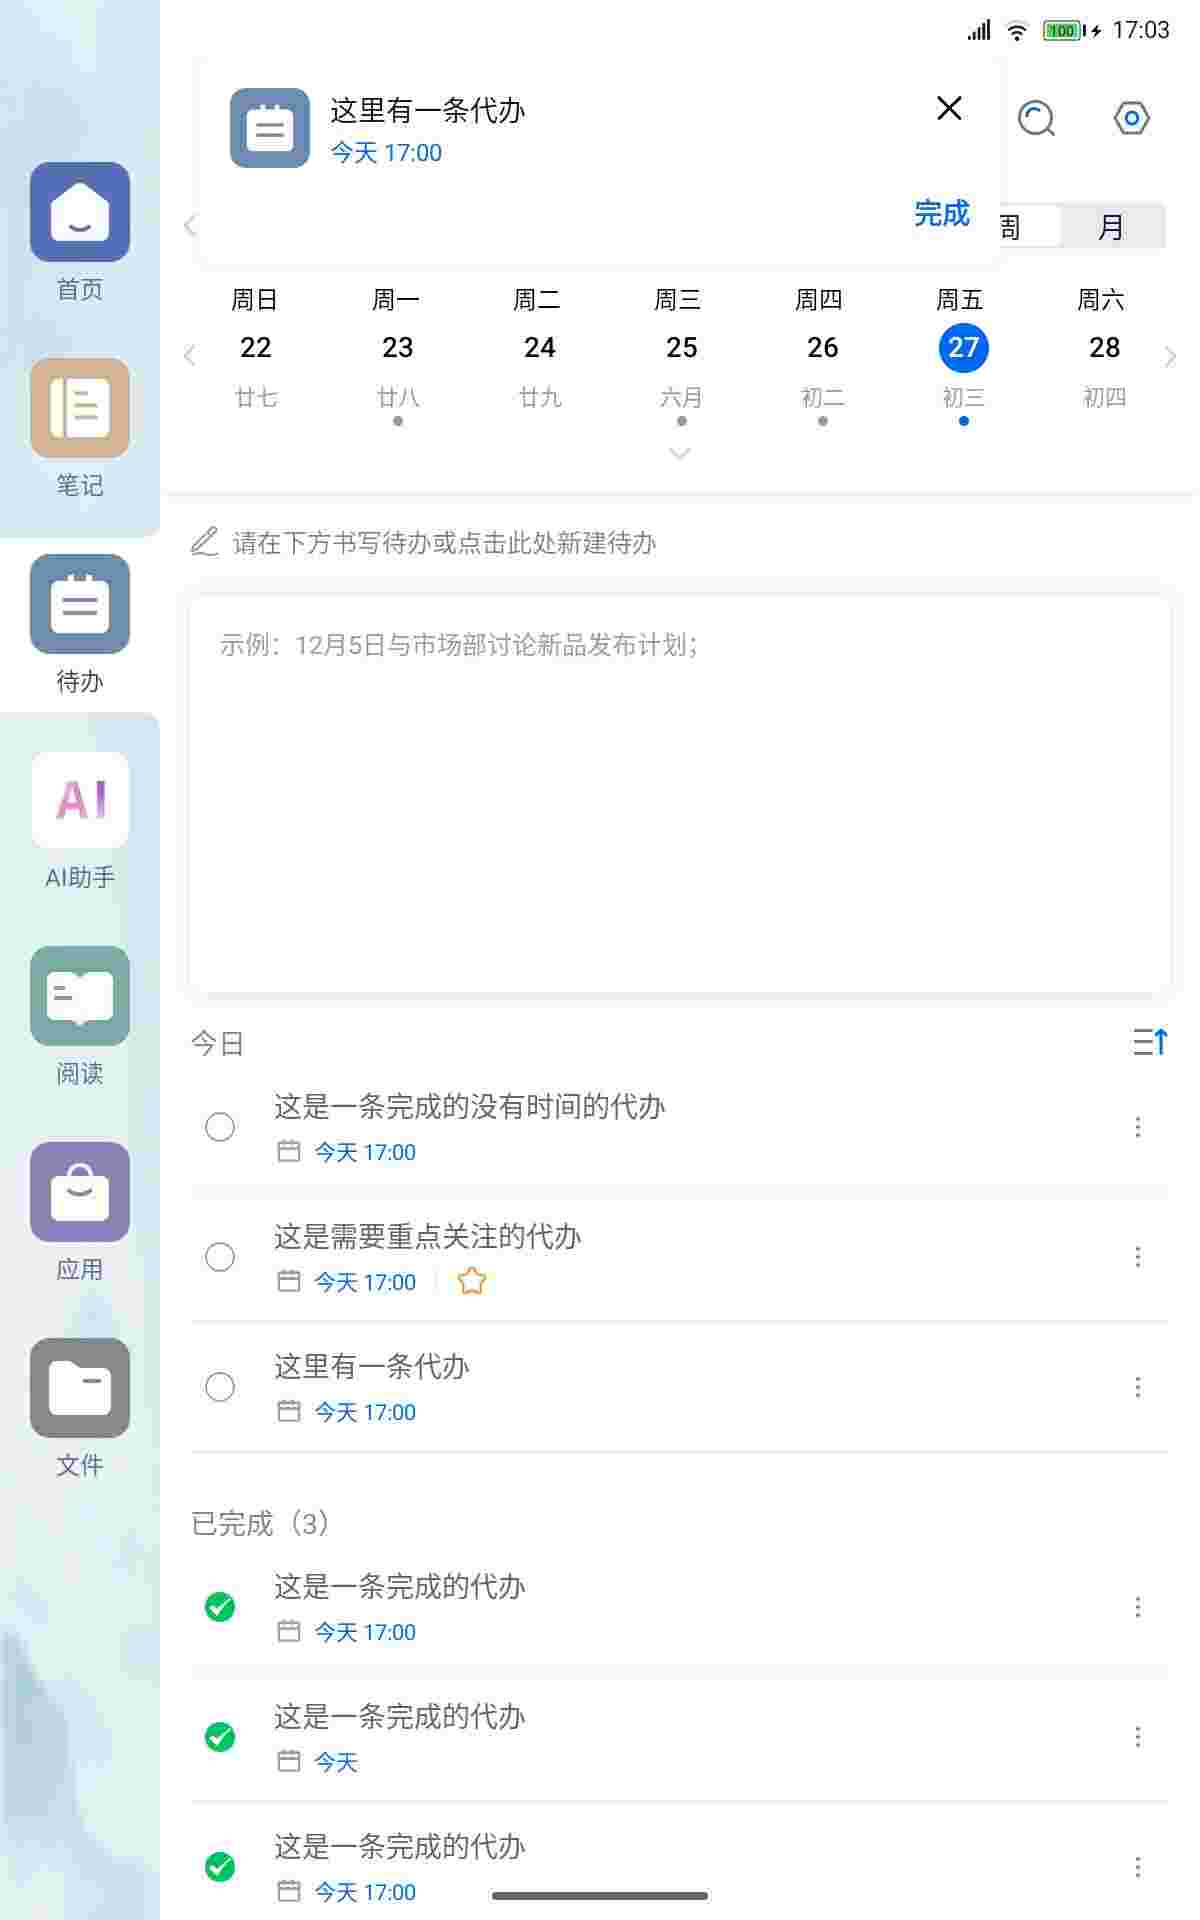 100 17:03
这里有一条代办
今天 17:00
完成
周 月
首页
笔记
待办
AI
AI助手
阅读
应用
文件
周日 周一 周二 周三 周四 周五 周六
22 23 24 25 26 27 28
廿七 廿八 廿九 六月 初二 初三 初四
请在下方书写待办或点击此处新建待办
示例：12月5日与市场部讨论新品发布计划；
今日
这是一条完成的没有时间的代办
今天 17:00
这是需要重点关注的代办
今天 17:00
这里有一条代办
今天 17:00
已完成（3）
这是一条完成的代办
今天 17:00
这是一条完成的代办
今天
这是一条完成的代办
今天 17:00